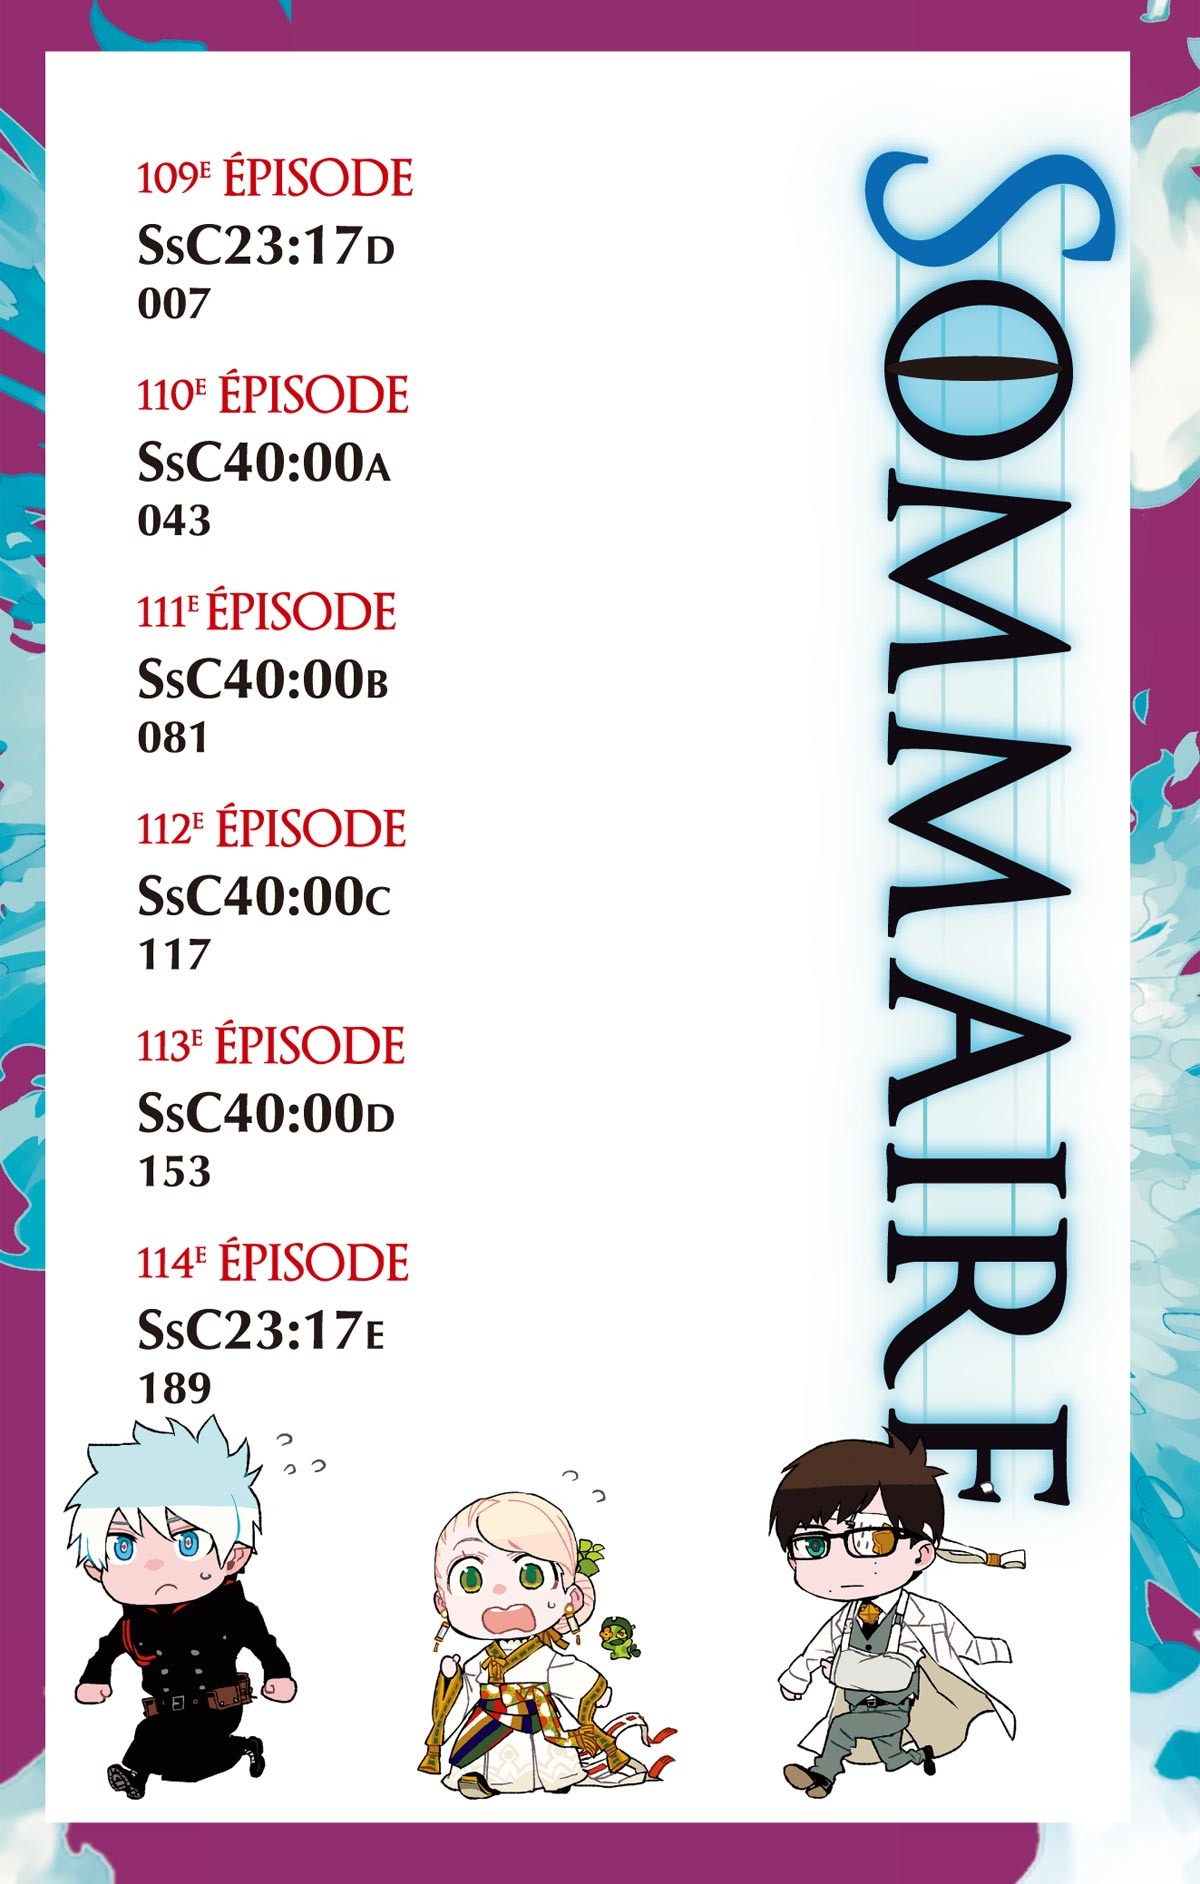 109E ÉPISODE
SsC23:17D
007
110E ÉPISODE
SsC40:00A
043
111E ÉPISODE
SsC40:00B
081
112E ÉPISODE
SsC40:00C
117
113E ÉPISODE
SsC40:00D
153
114E ÉPISODE
SsC23:17E
189
SOMMAIRE